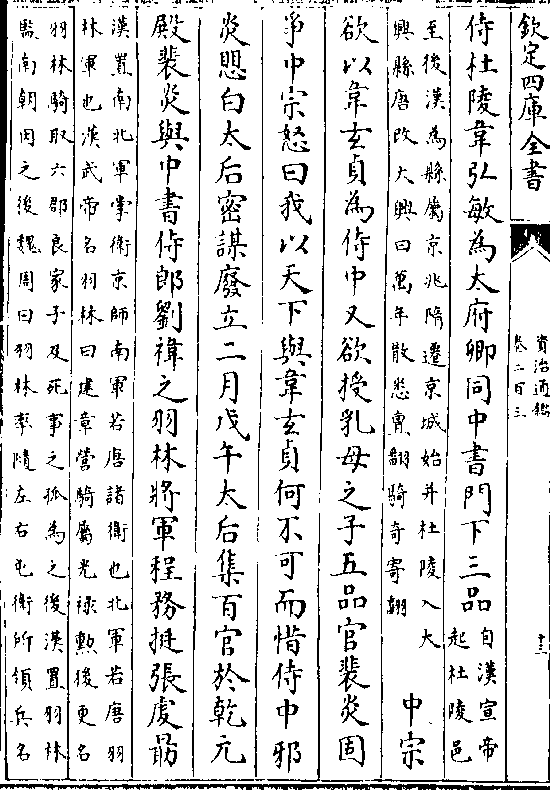 欽定四庫全書
資治通鑑
卷二百三
十三
侍杜陵韋弘敏為太府卿同中書門下三品
自漢宣帝
起杜陵邑
至後漢為縣屬京兆隋遷京城始并杜陵入大
興縣唐改大興曰萬年散悉亶翻騎奇寄翻
中宗
欲以韋玄貞為侍中又欲授乳母之子五品官裴炎固
爭中宗怒曰我以天下與韋玄貞何不可而惜侍中邪
炎愳白太后密謀廢立二月戊午太后集百官於乾元
殿裴炎與中書侍郎劉禕之羽林將軍程務挺張虔朂
漢置南北軍掌衛京師南軍若唐諸衛也北軍若唐羽
林軍也漢武帝名羽林曰建章營騎屬光禄勲後更名
羽林騎取六郡良家子及死事之孤為之後漢置羽林
監南朝因之後魏周曰羽林率隋左右屯衛所領兵名